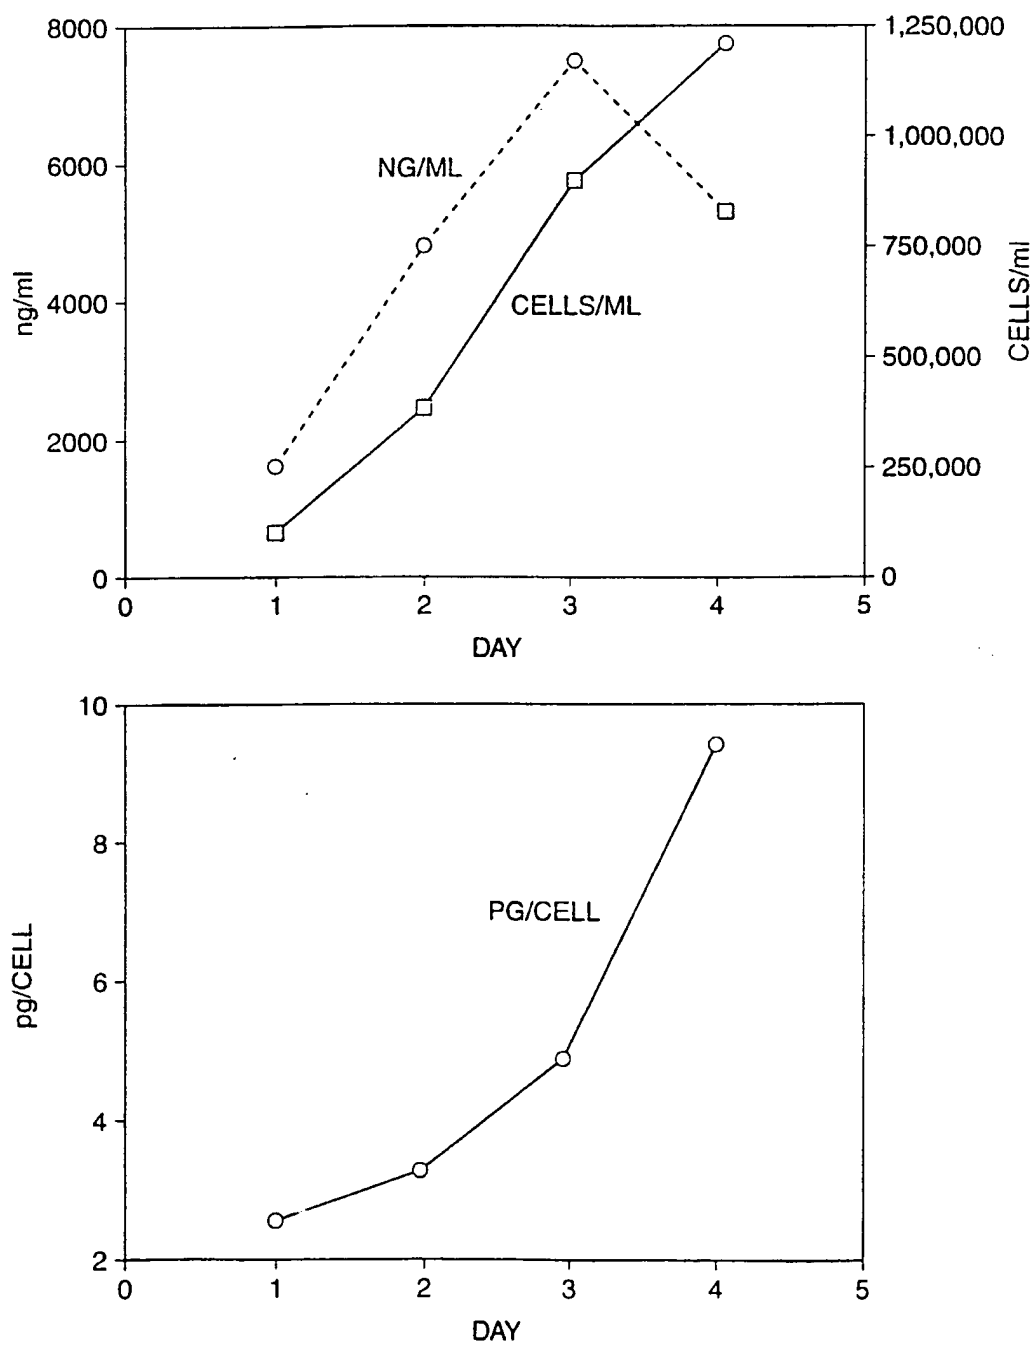 8000
6000
4000
2000
0
ng/ml
1,250,000
1,000,000
750,000
500,000
250,000
0
CELLS/ml
NG/ML
CELLS/ML
0 1 2 3 4 5
DAY
10
8
6
4
2
pg/CELL
PG/CELL
0 1 2 3 4 5
DAY